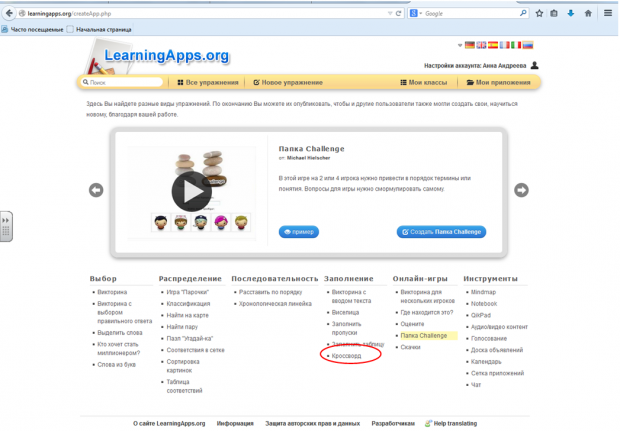 learningapps.org/createApp.php
Google
Часто посещаемые
Начальная страница
LearningApps.org
Настройки аккаунта: Анна Андреева
Поиск
Все упражнения
Новое упражнение
Мои классы
Мои приложения
Здесь Вы найдете разные виды упражнений. По окончанию Вы можете их опубликовать, чтобы и другие пользователи также могли создать свои, научиться
новому, благодаря вашей работе.
Папка Challenge
от Michael Hielscher
В этой игре на 2 или 4 игрока нужно привести в порядок термины или
понятия. Вопросы для игры нужно сформулировать самому.
пример
Создать Папка Challenge
Выбор
Викторина
Викторина с
выбором
правильного ответа
Выделить слова
Кто хочет стать
миллионером?
Слова из букв
Распределение
Игра "Парочки"
Классификация
Найти на карте
Найти пару
Пазл "Угадай-ка"
Соответствия в сетке
Сортировка
картинок
Таблица
соответствий
Последовательность
Расставить по порядку
Хронологическая линейка
Заполнение
Викторина с
вводом текста
Виселица
Заполнить
пропуски
Заполнить таблицу
Кроссворд
Онлайн-игры
Викторина для
нескольких игроков
Где находится это?
Оцените
Папка Challenge
Скачки
Инструменты
Mindmap
Notebook
QikPad
Аудио/видео контент
Голосование
Доска объявлений
Календарь
Сетка приложений
Чат
О сайте LearningApps.org
Информация
Защита авторских прав и данных
Разработчикам
Help translating